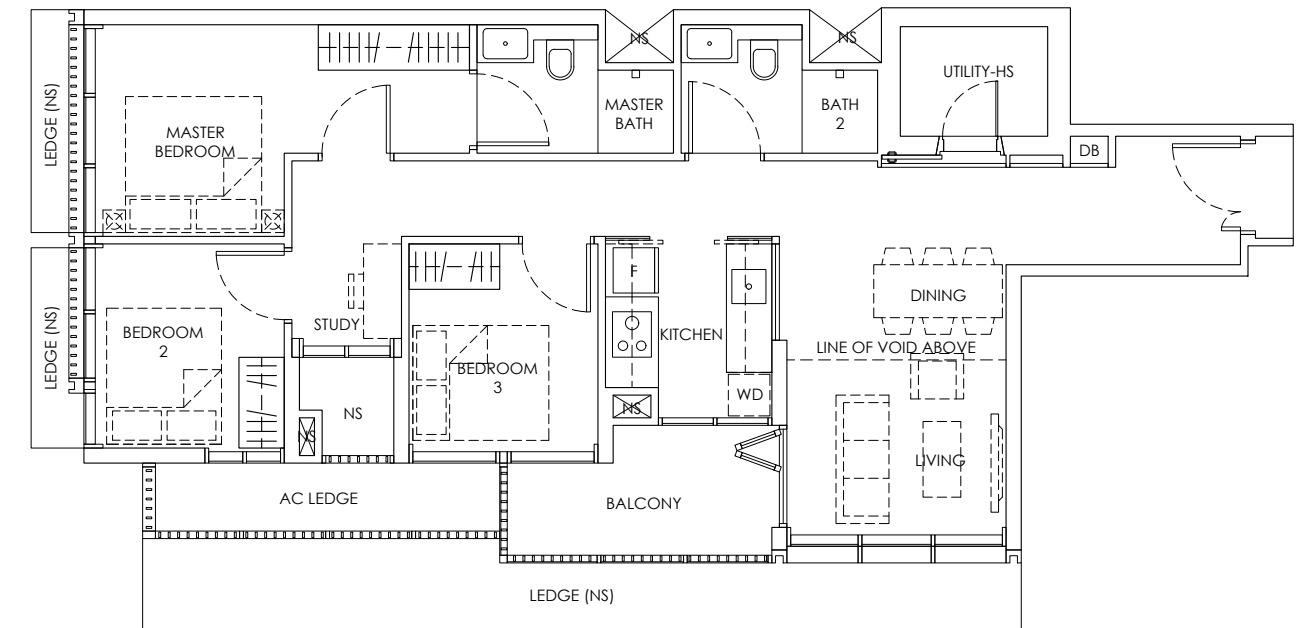 NS
NS
UTILITY-HS
LEDGE (NS)
MASTER
BEDROOM
MASTER
BATH
BATH
2
DB
F
DINING
LEDGE (NS)
BEDROOM
2
STUDY
KITCHEN
LINE OF VOID ABOVE
BEDROOM
3
WD
NS
NS
NS
LIVING
AC LEDGE
BALCONY
LEDGE (NS)